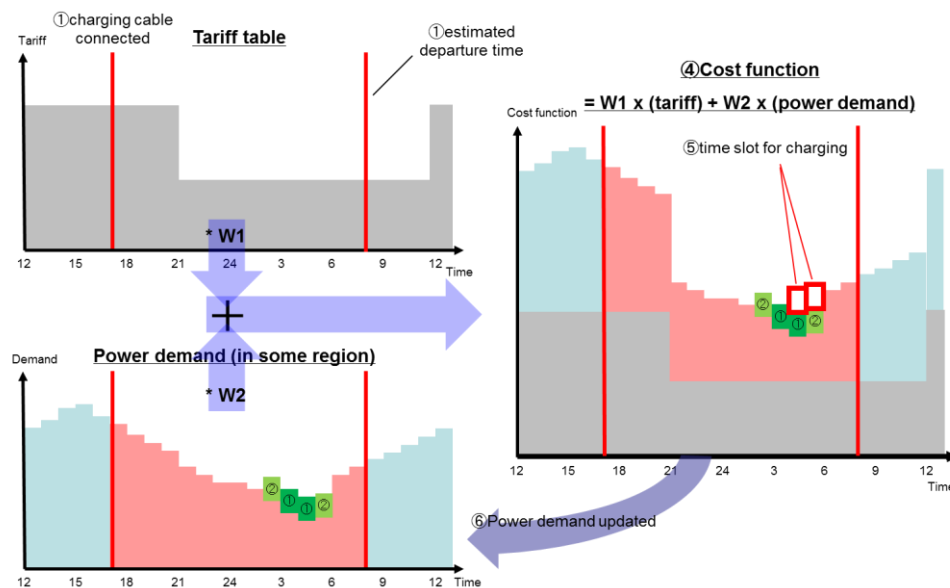 ①charging cable
connected
Tariff table
①estimated
departure time
Tariff
12 15 18 21 24 3 6 9 12 Time
* W1
④Cost function
= W1 x (tariff) + W2 x (power demand)
Cost function
⑤time slot for charging
② ① ① ②
12 15 18 21 24 3 6 9 12
Time
Power demand (in some region)
Demand
* W2
② ① ① ②
12 15 18 21 24 3 6 9 12 Time
⑥Power demand updated